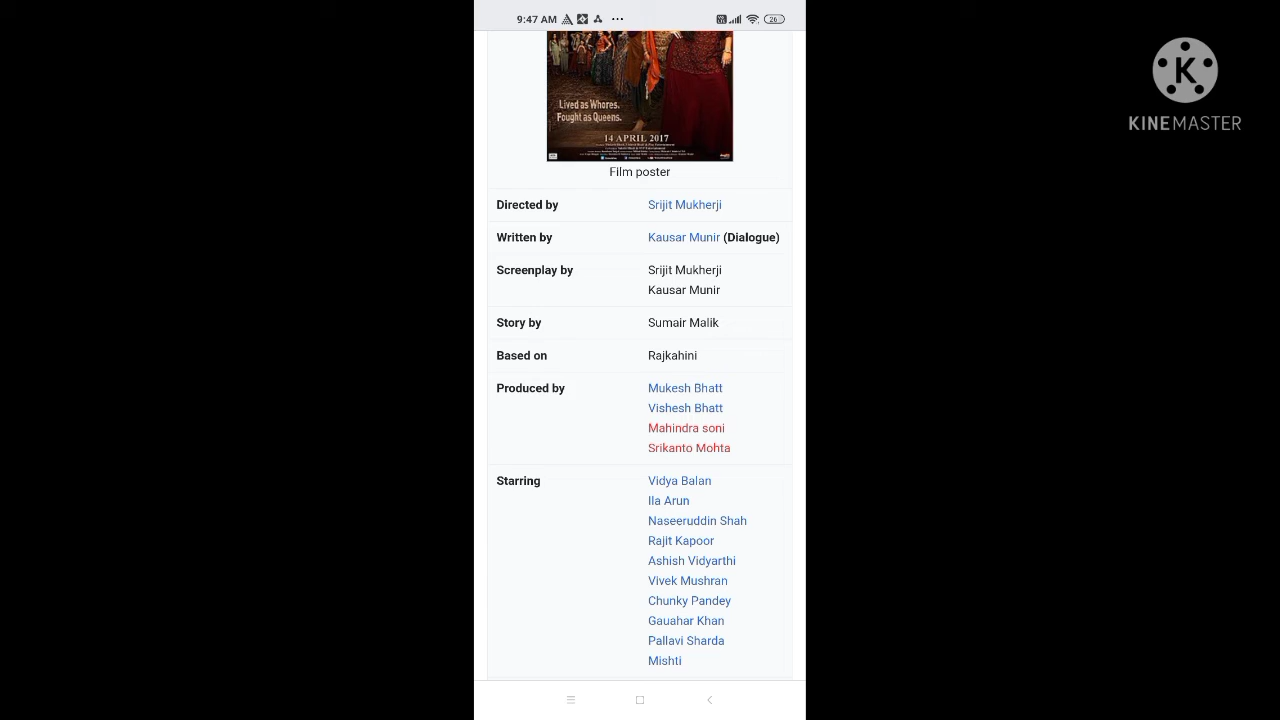 9:47 AM
26
KINEMASTER
Lived as Whores.
Fought as Queens.
14 APRIL 2017
Film poster
Directed by Srijit Mukherji
Written by Kausar Munir (Dialogue)
Screenplay by Srijit Mukherji
Kausar Munir
Story by Sumair Malik
Based on Rajkahini
Produced by Mukesh Bhatt
Vishesh Bhatt
Mahindra soni
Srikanto Mohta
Starring Vidya Balan
Ila Arun
Naseeruddin Shah
Rajit Kapoor
Ashish Vidyarthi
Vivek Mushran
Chunky Pandey
Gauahar Khan
Pallavi Sharda
Mishti